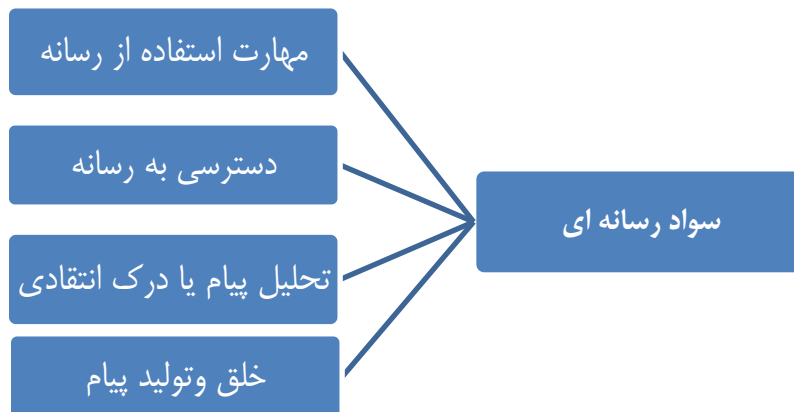 سواد رسانه ای
مهارت استفاده از رسانه
دسترسی به رسانه
تحلیل پیام یا درک انتقادی
خلق وتولید پیام